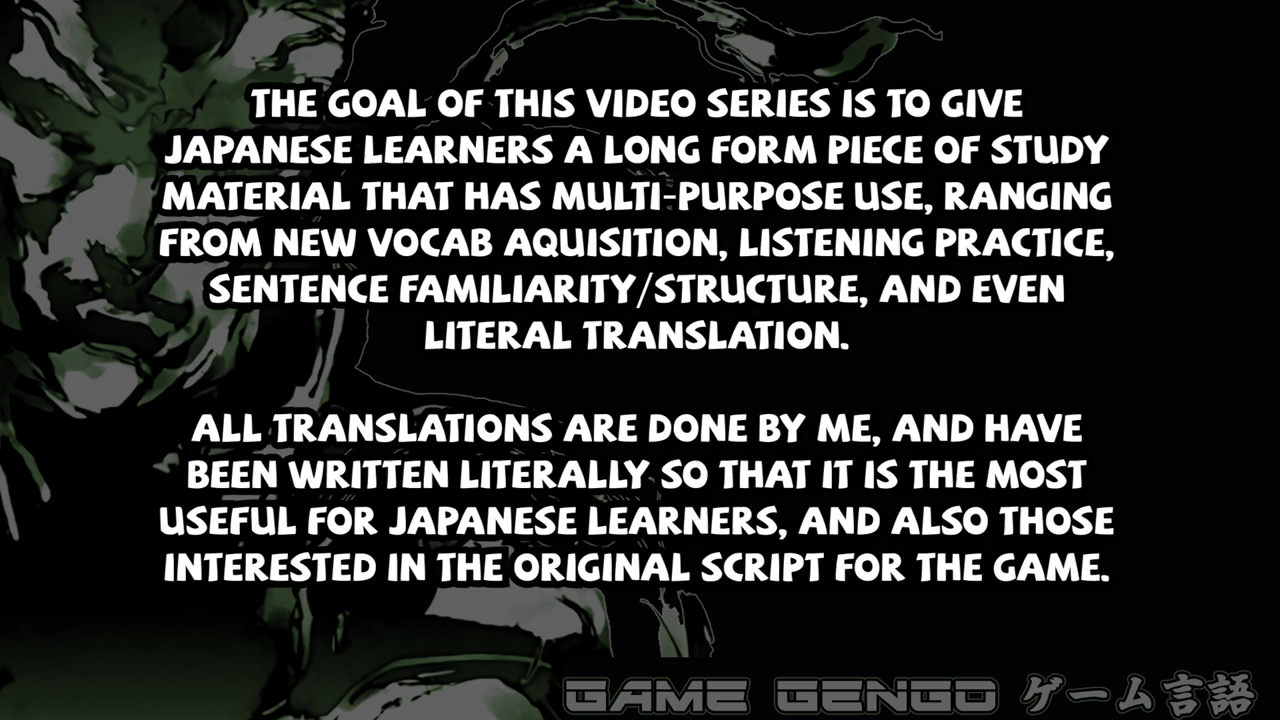 THE GOAL OF THIS VIDEO SERIES IS TO GIVE
JAPANESE LEARNERS A LONG FORM PIECE OF STUDY
MATERIAL THAT HAS MULTI-PURPOSE USE, RANGING
FROM NEW VOCAB AQUISITION, LISTENING PRACTICE,
SENTENCE FAMILIARITY/STRUCTURE, AND EVEN
LITERAL TRANSLATION.
ALL TRANSLATIONS ARE DONE BY ME, AND HAVE
BEEN WRITTEN LITERALLY SO THAT IT IS THE MOST
USEFUL FOR JAPANESE LEARNERS, AND ALSO THOSE
INTERESTED IN THE ORIGINAL SCRIPT FOR THE GAME.
GAME GENGO ゲーム言語